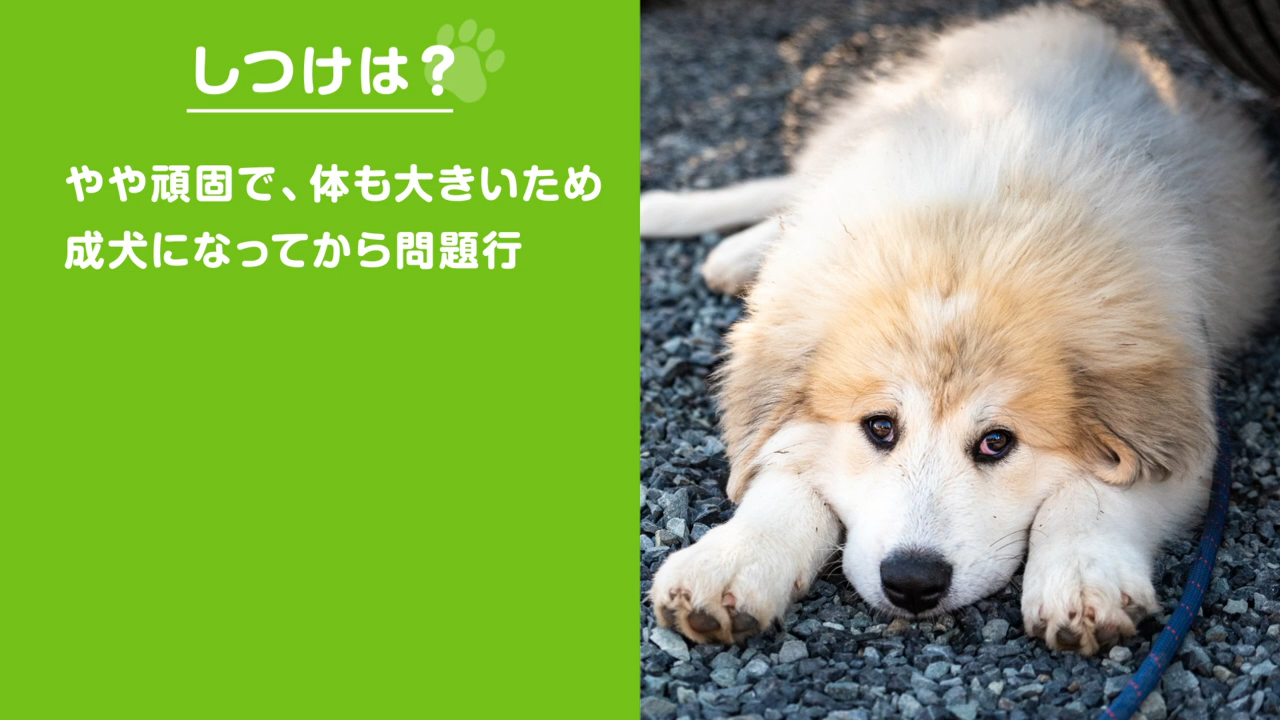 しつけは?
やや頑固で、体も大きいため
成犬になってから問題行